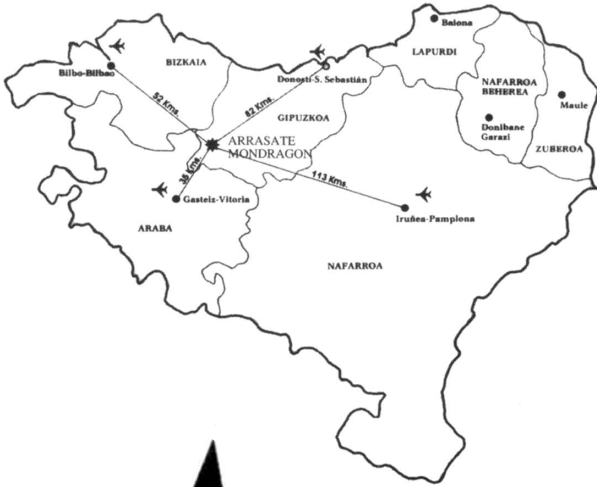 Baiona
LAPURDI
BIZKAIA
Bilbo-Bilbao
Donosti-S. Sebastián
NAFARROA
BEHEREA
Maule
52 Kms.
82 Kms.
GIPUZKOA
Donibane
Garazi
ZUBEROA
ARRASATE
MONDRAGON
35 Kms.
113 Kms.
Gasteiz-Vitoria
Iruñea-Pamplona
ARABA
NAFARROA